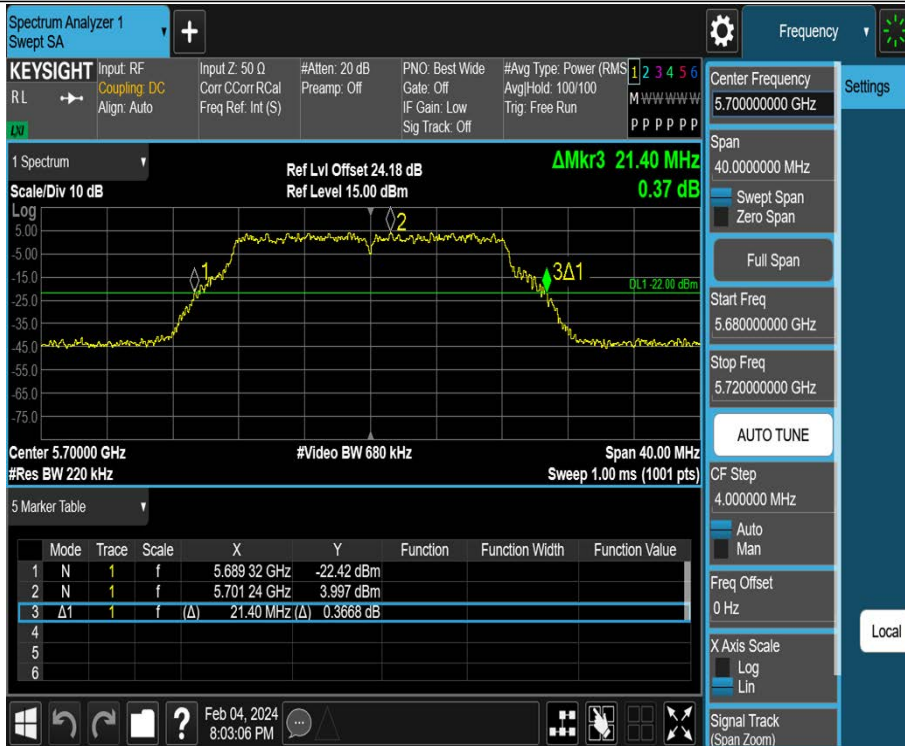 Spectrum Analyzer 1
Swept SA
+
Frequency
KEYSIGHT
R L
LXI
Input: RF
Coupling: DC
Align: Auto
Input Z: 50 Ω
Corr CCorr RCal
Freq Ref: Int (S)
#Atten: 20 dB
Preamp: Off
PNO: Best Wide
Gate: Off
IF Gain: Low
Sig Track: Off
#Avg Type: Power (RMS
Avg|Hold: 100/100
Trig: Free Run
1 2 3 4 5 6
M W W W W W
P P P P P P
1 Spectrum
Scale/Div 10 dB
Ref Lvl Offset 24.18 dB
Ref Level 15.00 dBm
ΔMkr3 21.40 MHz
0.37 dB
Log
5.00
-5.00
-15.0
-25.0
-35.0
-45.0
-55.0
-65.0
-75.0
1
2
3Δ1
DL1 -22.00 dBm
Center 5.70000 GHz
#Video BW 680 kHz
Span 40.00 MHz
#Res BW 220 kHz
Sweep 1.00 ms (1001 pts)
5 Marker Table
Mode Trace Scale X Y Function Function Width Function Value
1 N 1 f 5.689 32 GHz -22.42 dBm
2 N 1 f 5.701 24 GHz 3.997 dBm
3 Δ1 1 f (Δ) 21.40 MHz (Δ) 0.3668 dB
4
5
6
?
Feb 04, 2024
8:03:06 PM
Center Frequency
5.700000000 GHz
Span
40.0000000 MHz
Swept Span
Zero Span
Full Span
Start Freq
5.680000000 GHz
Stop Freq
5.720000000 GHz
AUTO TUNE
CF Step
4.000000 MHz
Auto
Man
Freq Offset
0 Hz
X Axis Scale
Log
Lin
Signal Track
(Span Zoom)
Settings
Local